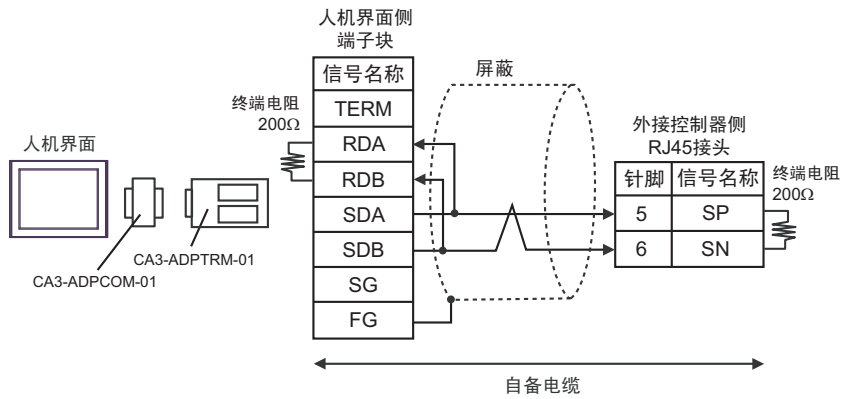 人机界面侧
端子块
信号名称
TERM
RDA
RDB
SDA
SDB
SG
FG
终端电阻
200Ω
屏蔽
人机界面
CA3-ADPCOM-01
CA3-ADPTRM-01
外接控制器侧
RJ45接头
针脚 信号名称
5 SP
6 SN
终端电阻
200Ω
自备电缆